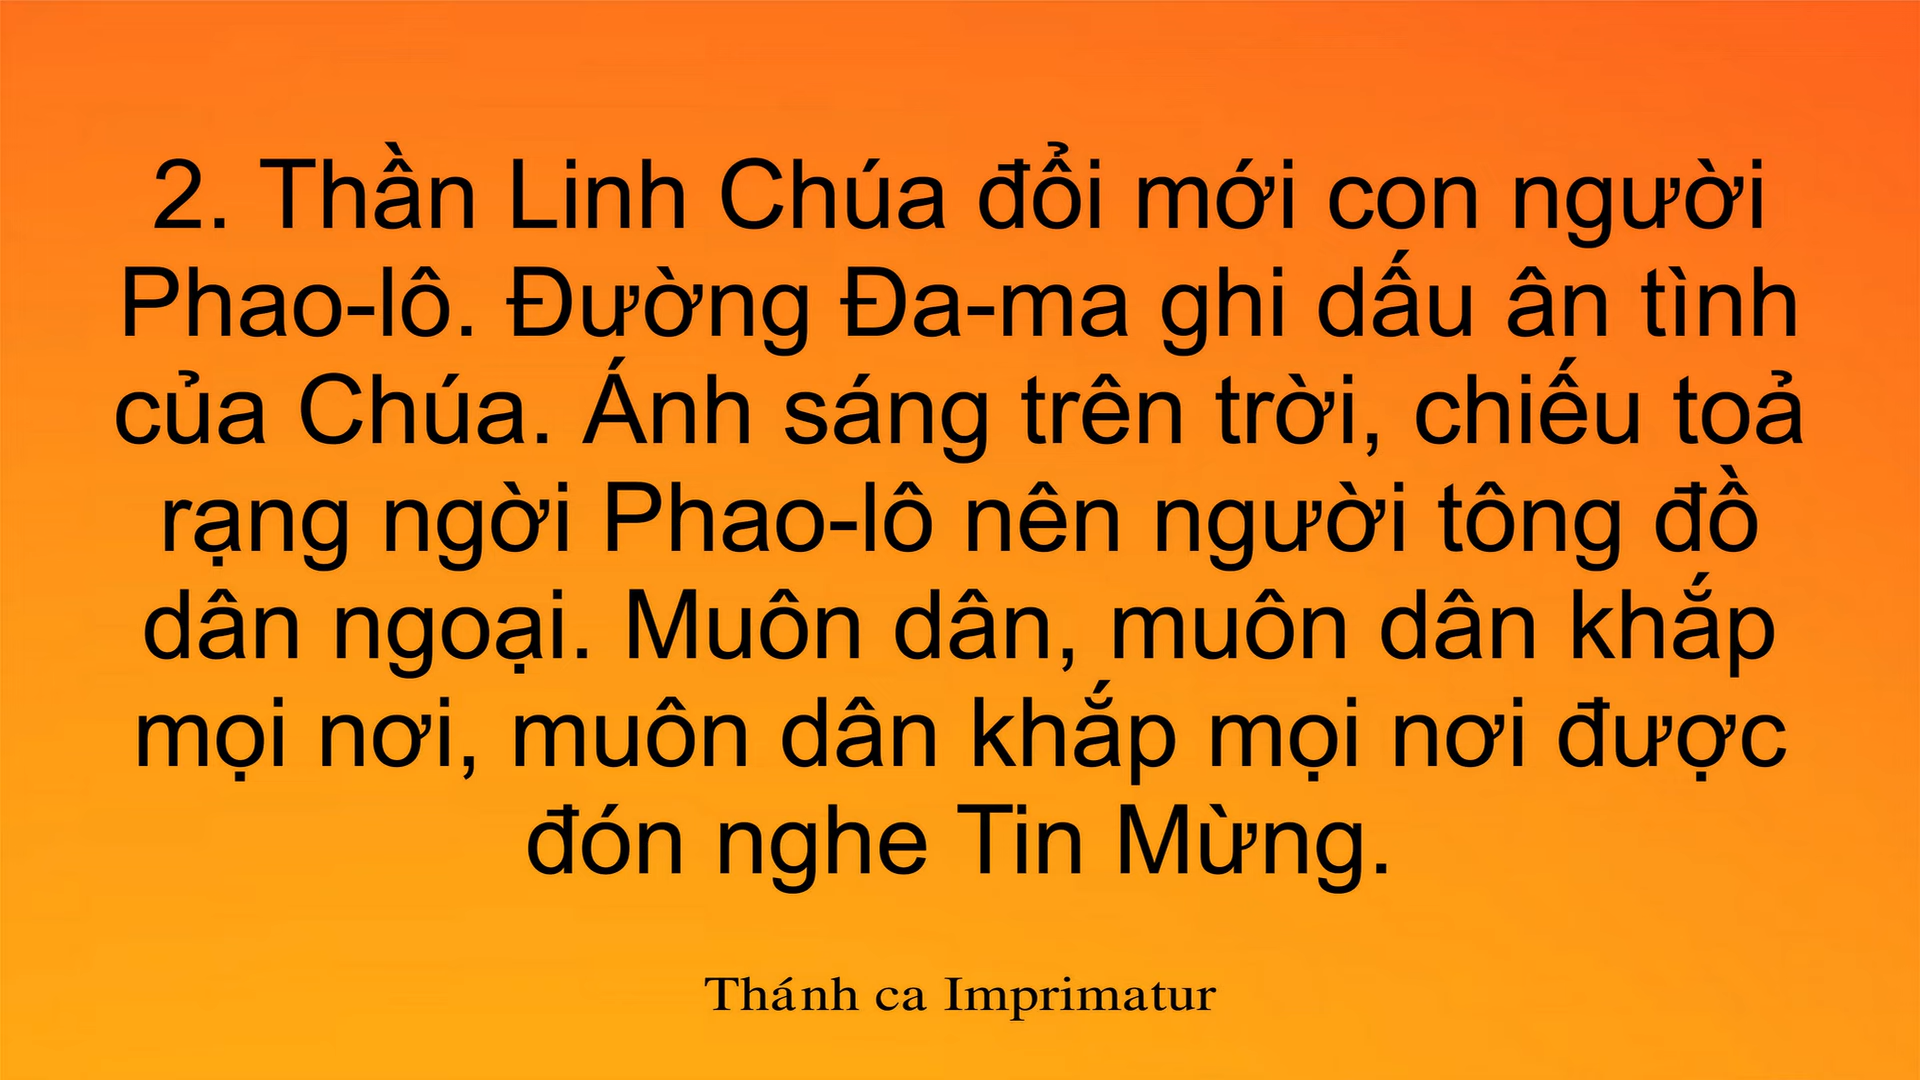 2. Thần Linh Chúa đổi mới con người
Phao-lô. Đường Đa-ma ghi dấu ân tình
của Chúa. Ánh sáng trên trời, chiếu toả
rạng ngời Phao-lô nên người tông đồ
dân ngoại. Muôn dân, muôn dân khắp
mọi nơi, muôn dân khắp mọi nơi được
đón nghe Tin Mừng.
Thánh ca Imprimatur